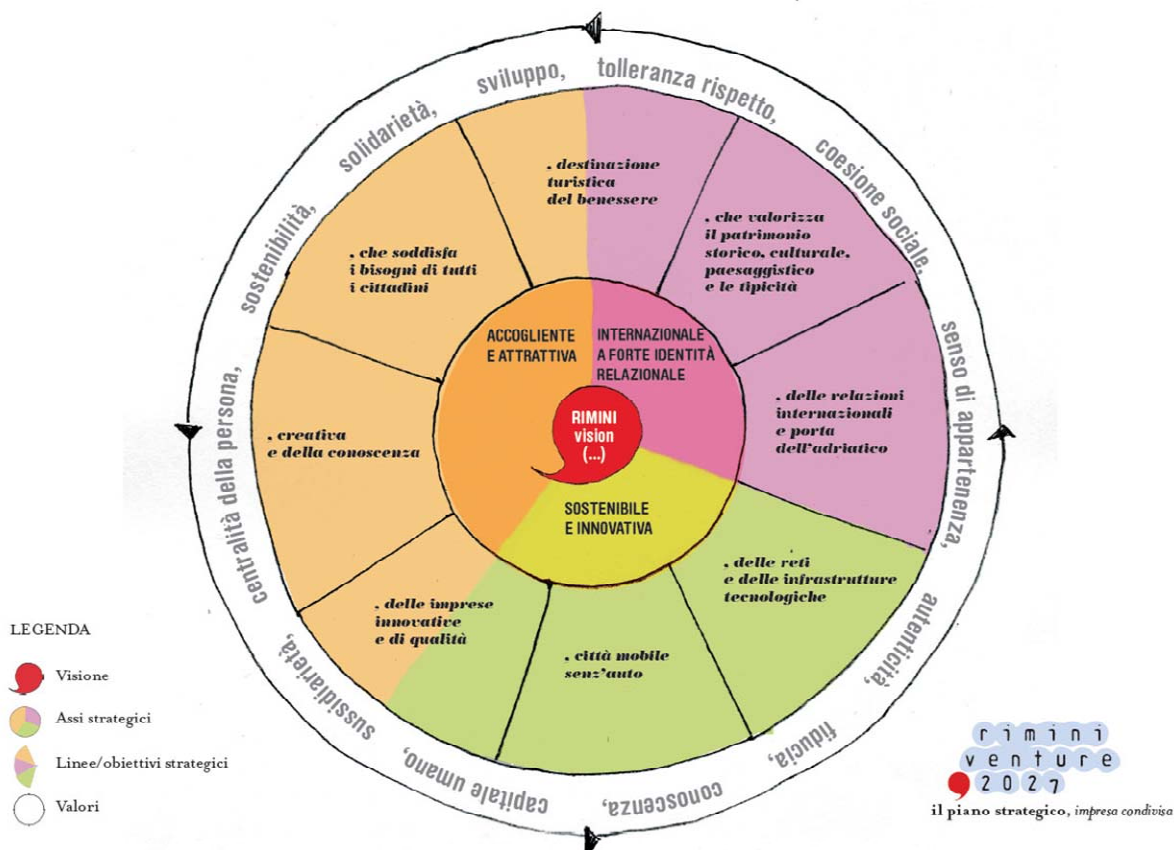 sviluppo, tolleranza rispetto,
coesione sociale,
senso di appartenenza,
autenticità,
fiducia,
conoscenza,
capitale umano,
sussidiarietà,
centralità della persona,
sostenibilità,
solidarietà,
, destinazione
turistica
del benessere
, che valorizza
il patrimonio
storico, culturale,
paesaggistico
e le tipicità
, delle relazioni
internazionali
e porta
dell'adriatico
, delle reti
e delle infrastrutture
tecnologiche
, città mobile
senz'auto
, delle imprese
innovative
e di qualità
, creativa
e della conoscenza
, che soddisfa
i bisogni di tutti
i cittadini
ACCOGLIENTE
E ATTRATTIVA
INTERNAZIONALE
A FORTE IDENTITÀ
RELAZIONALE
RIMINI
vision
(...)
SOSTENIBILE
E INNOVATIVA
LEGENDA
Visione
Assi strategici
Linee/obiettivi strategici
Valori
rimini
venture
2027
il piano strategico, impresa condivisa